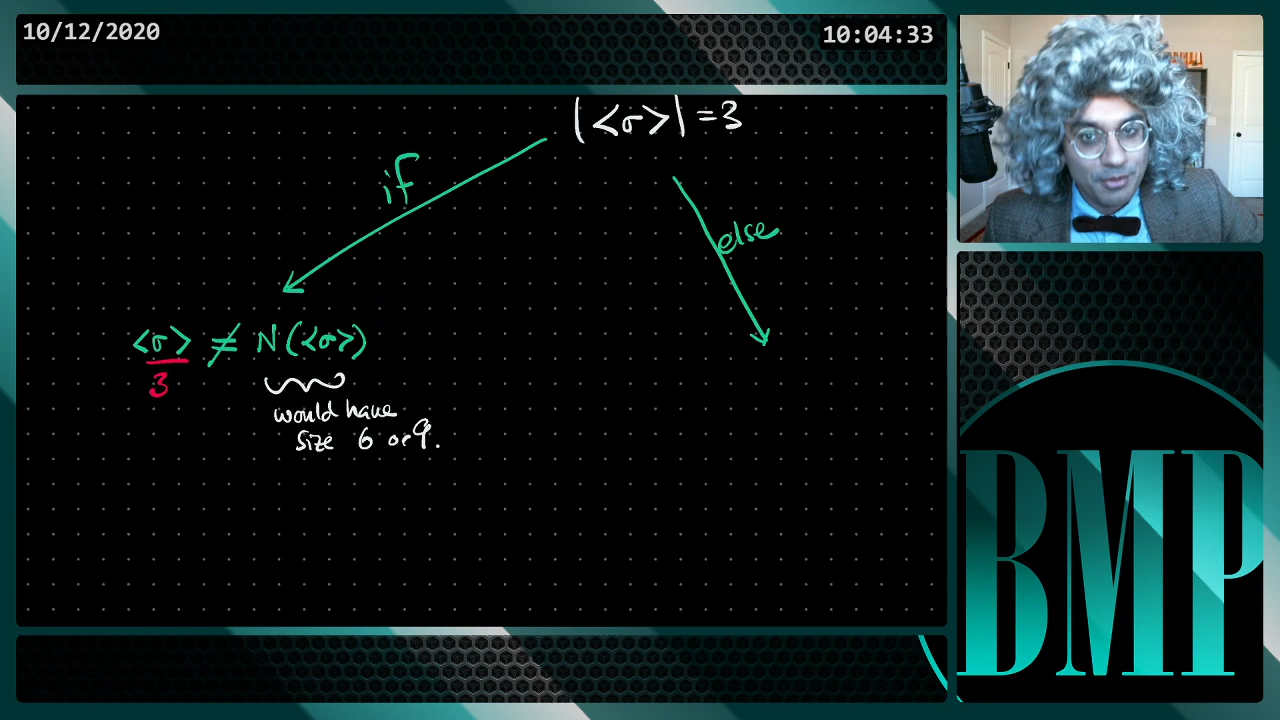 10/12/2020
10:04:33
|<σ>| = 3
if
else
<σ> ≠ N(<σ>)
3
would have
size 6 or 9.
BMP